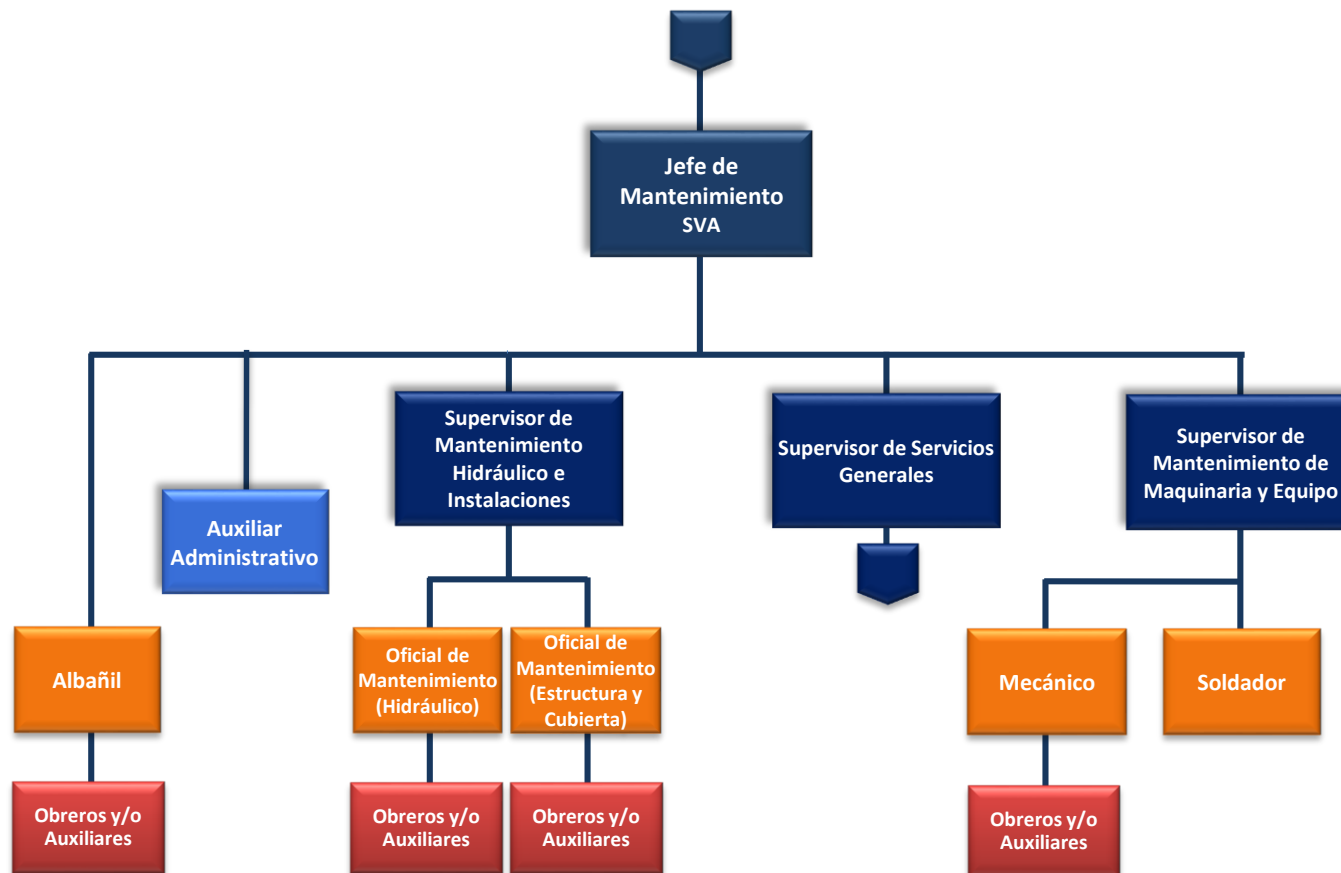 Jefe de
Mantenimiento
SVA
Supervisor de
Mantenimiento
Hidráulico e
Instalaciones
Supervisor de Servicios
Generales
Supervisor de
Mantenimiento de
Maquinaria y Equipo
Auxiliar
Administrativo
Albañil
Oficial de
Mantenimiento
(Hidráulico)
Oficial de
Mantenimiento
(Estructura y
Cubierta)
Mecánico
Soldador
Obreros y/o
Auxiliares
Obreros y/o
Auxiliares
Obreros y/o
Auxiliares
Obreros y/o
Auxiliares